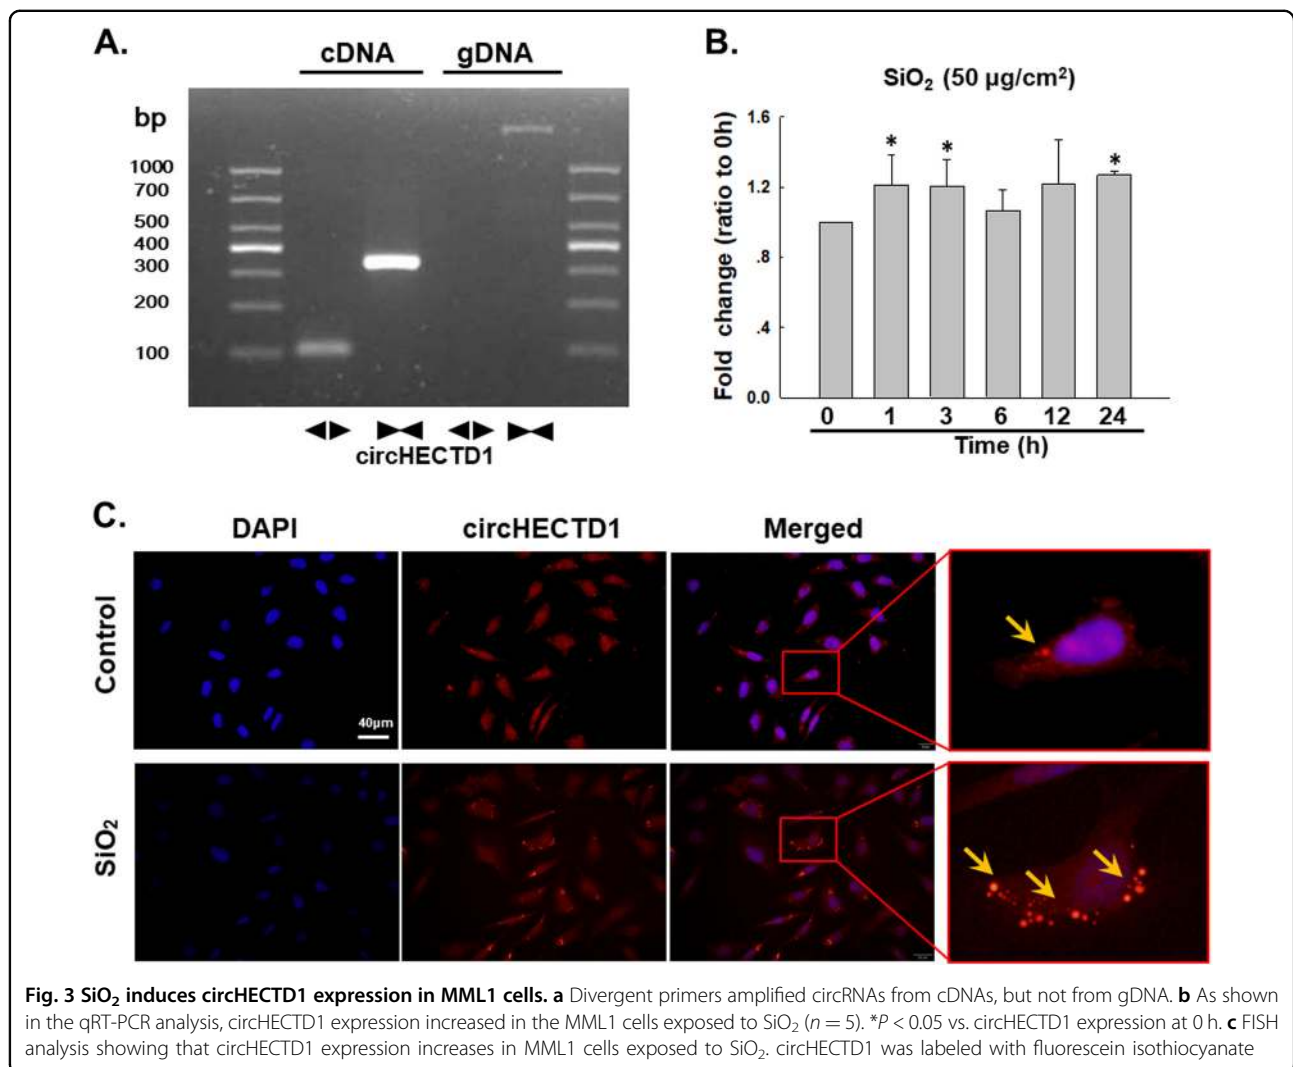 A.
cDNA gDNA
bp
1000
700
500
400
300
200
100
circHECTD1
B.
SiO₂ (50 µg/cm²)
Fold change (ratio to 0h)
1.6
1.2
.8
.4
0.0
* * *
0 1 3 6 12 24
Time (h)
C.
DAPI circHECTD1 Merged
Control
40µm
SiO₂
Fig. 3 SiO₂ induces circHECTD1 expression in MML1 cells. a Divergent primers amplified circRNAs from cDNAs, but not from gDNA. b As shown
in the qRT-PCR analysis, circHECTD1 expression increased in the MML1 cells exposed to SiO₂ (n = 5). *P < 0.05 vs. circHECTD1 expression at 0 h. c FISH
analysis showing that circHECTD1 expression increases in MML1 cells exposed to SiO₂. circHECTD1 was labeled with fluorescein isothiocyanate